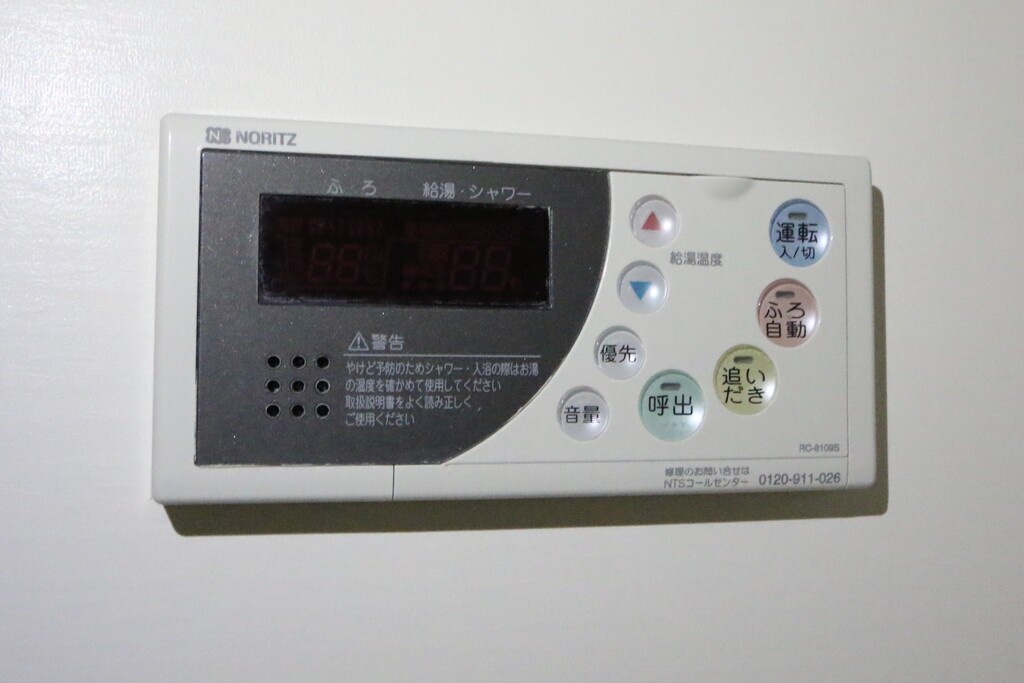 NORITZ
ふろ 給湯・シャワー
運転
入/切
給湯温度
ふろ
自動
優先
追い
だき
呼出
音量
警告
やけど予防のためシャワー・入浴の際はお湯
の温度を確かめて使用してください
取扱説明書をよく読み正しく
ご使用ください
RC-8109S
修理のお問い合せは
NTSコールセンター 0120-911-026